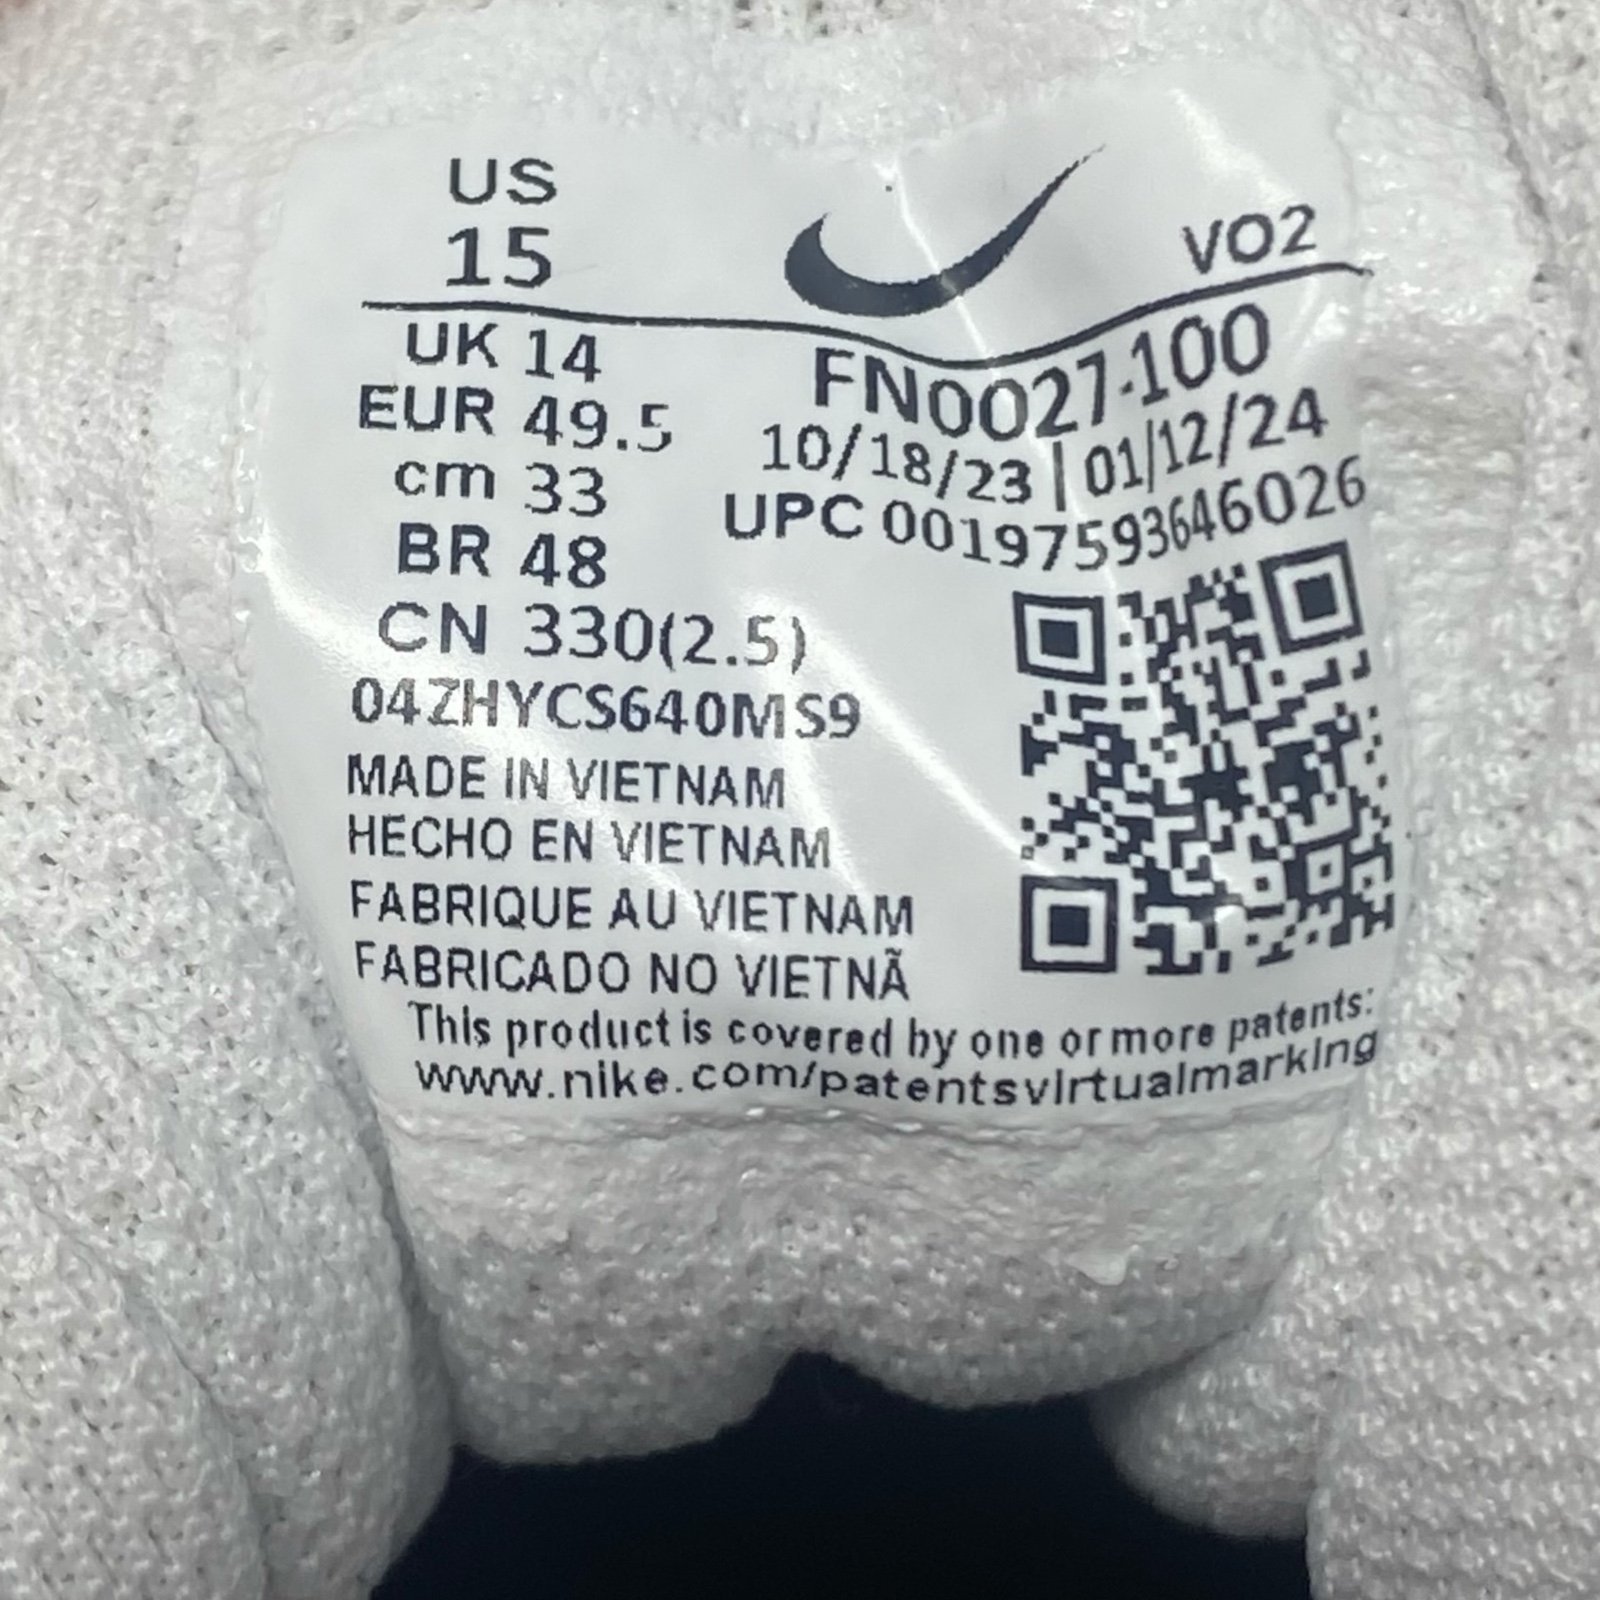 US
15
VO2
UK 14
EUR 49.5
cm 33
BR 48
CN 330(2.5)
FN0027-100
10/18/23 | 01/12/24
UPC 00197593646026
04ZHYCS640MS9
MADE IN VIETNAM
HECHO EN VIETNAM
FABRIQUE AU VIETNAM
FABRICADO NO VIETNÃ
This product is covered by one or more patents:
www.nike.com/patentsvirtualmarking